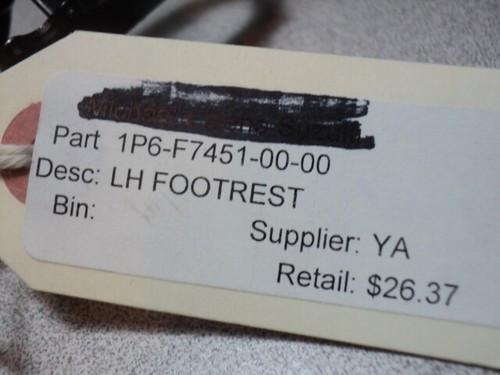 Part 1P6-F7451-00-00
Desc: LH FOOTREST
Bin:
Supplier: YA
Retail: $26.37